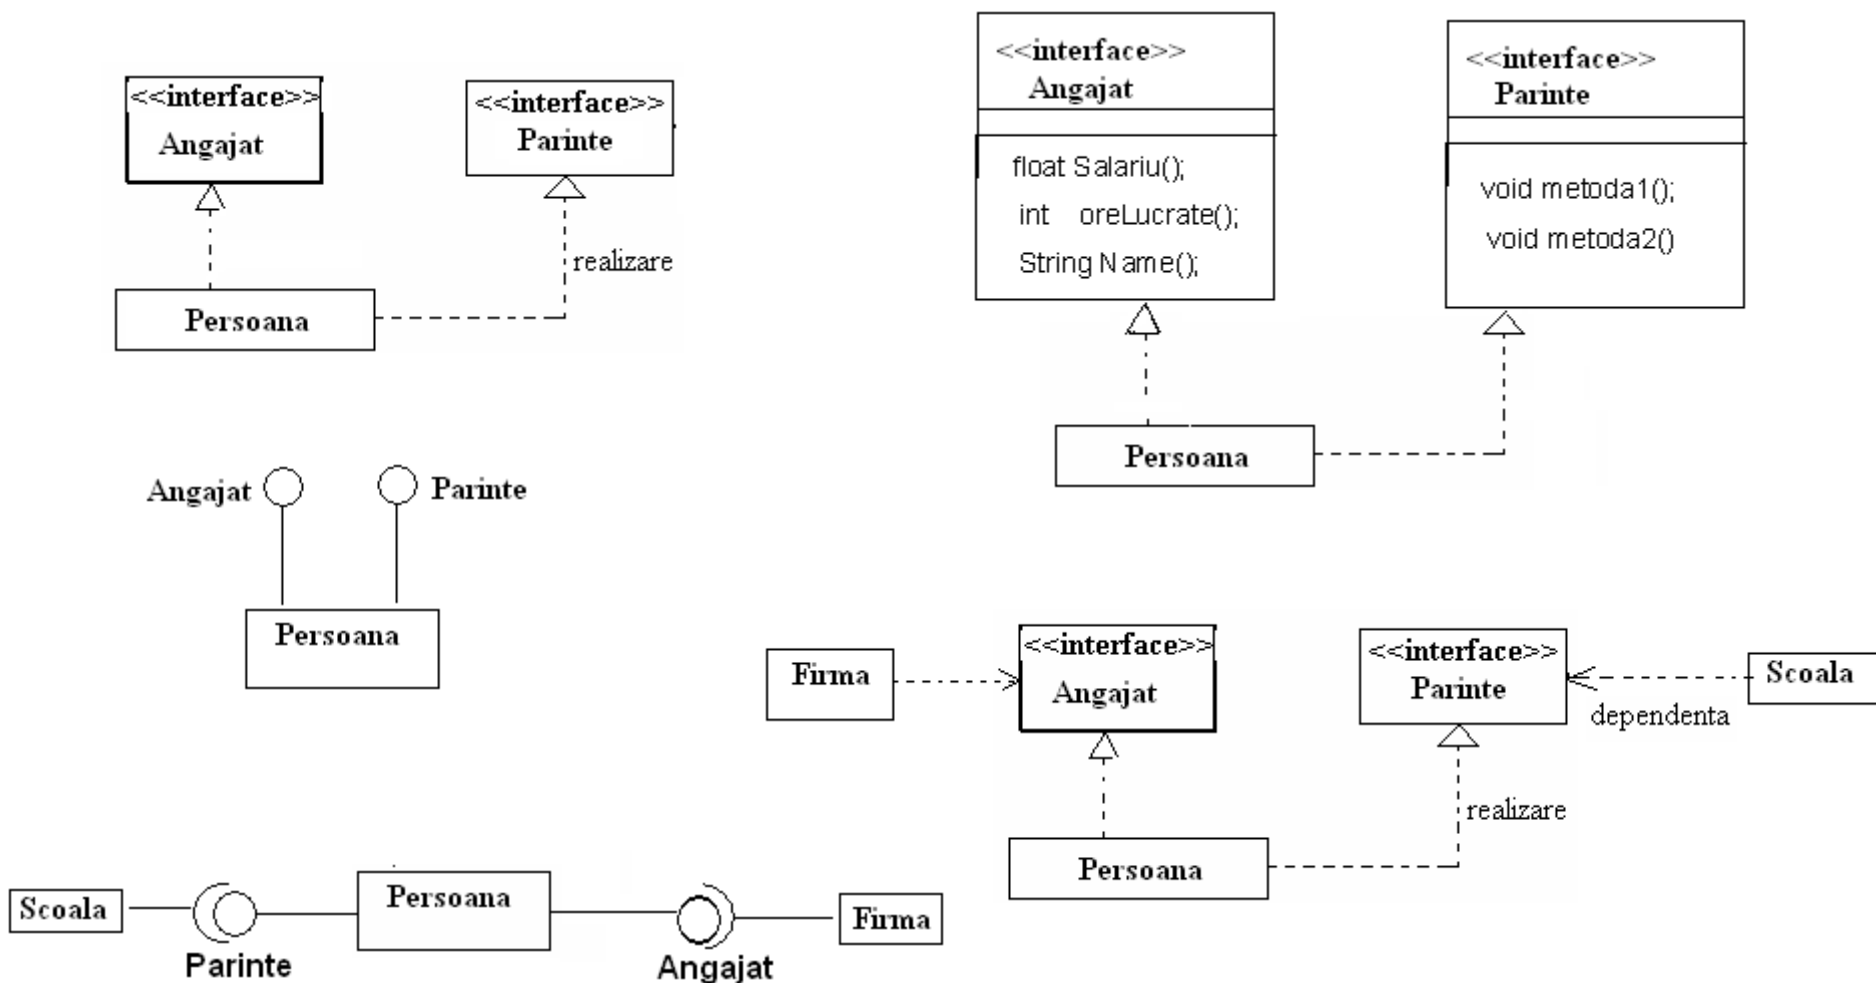 <<interface>>
Angajat
<<interface>>
Parinte
realizare
Persoana
<<interface>>
Angajat
float Salariu();
int oreLucrate();
String Name();
<<interface>>
Parinte
void metoda1();
void metoda2()
Persoana
Angajat
Parinte
Persoana
Firma
<<interface>>
Angajat
<<interface>>
Parinte
Scoala
dependenta
realizare
Persoana
Scoala
Parinte
Persoana
Angajat
Firma